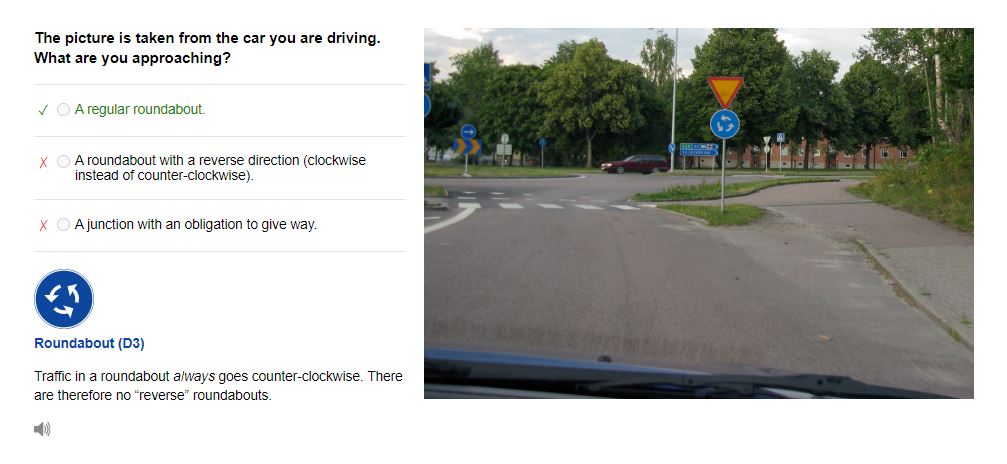 The picture is taken from the car you are driving.
What are you approaching?
A regular roundabout.
A roundabout with a reverse direction (clockwise
instead of counter-clockwise).
A junction with an obligation to give way.
Roundabout (D3)
Traffic in a roundabout always goes counter-clockwise. There
are therefore no “reverse” roundabouts.